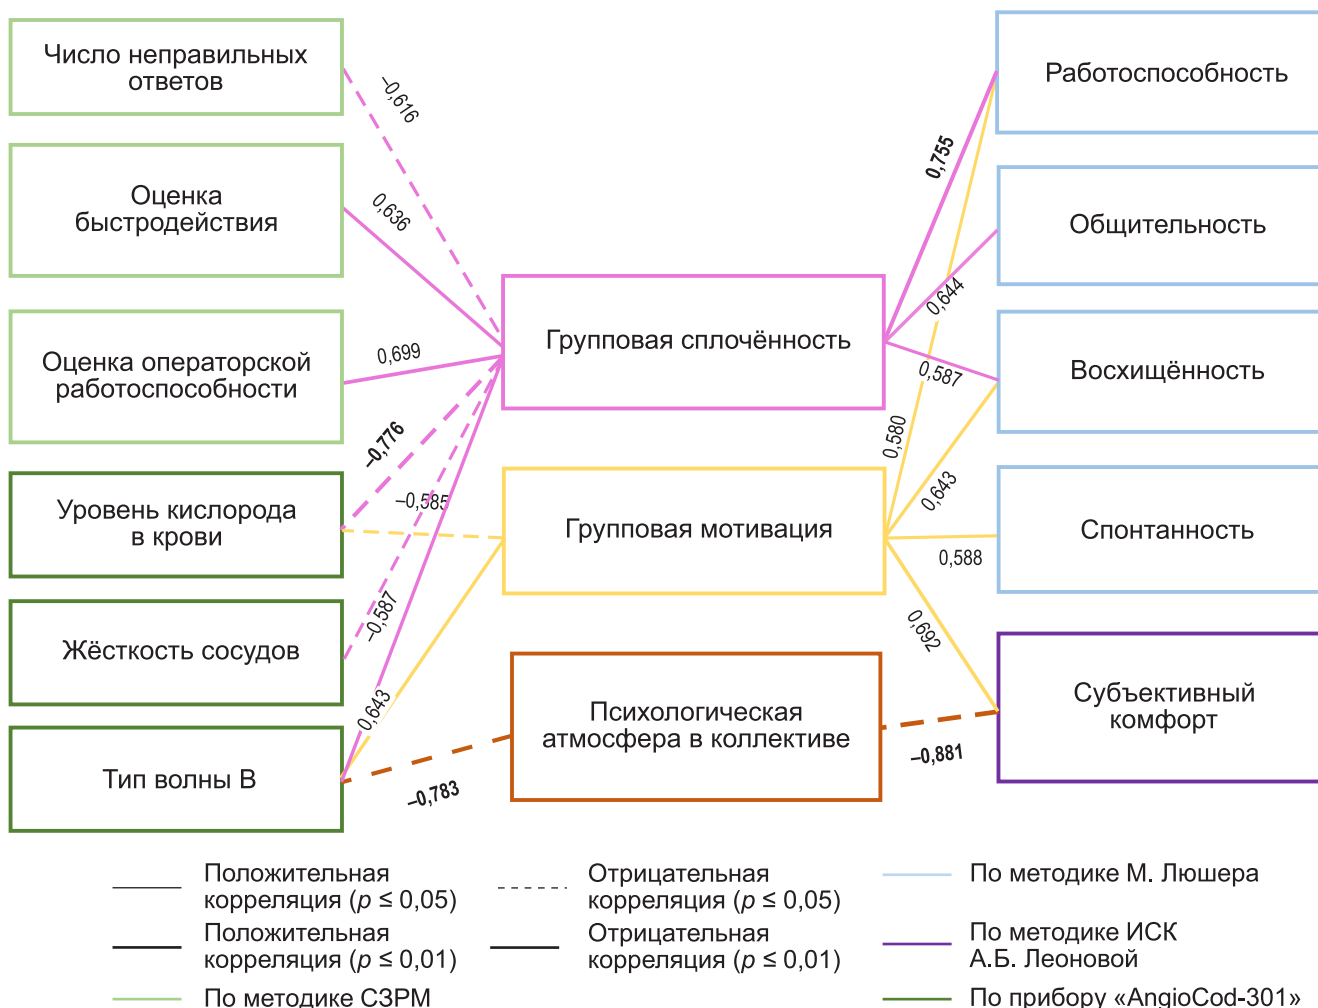 Число неправильных
ответов
–0,616
Работоспособность
0,755
Оценка
быстродействия
0,636
Общительность
0,644
Групповая сплочённость
Оценка операторской
работоспособности
0,699
Восхищённость
0,587
–0,776
0,580
Уровень кислорода
в крови
–0,585
Групповая мотивация
0,643
Спонтанность
0,588
Жёсткость сосудов
–0,587
0,692
0,643
Психологическая
атмосфера в коллективе
Субъективный
комфорт
–0,881
Тип волны В
–0,783
Положительная
корреляция (p ≤ 0,05)
Отрицательная
корреляция (p ≤ 0,05)
По методике М. Люшера
Положительная
корреляция (p ≤ 0,01)
Отрицательная
корреляция (p ≤ 0,01)
По методике ИСК
А.Б. Леоновой
По методике СЗРМ
По прибору «AngioCod-301»